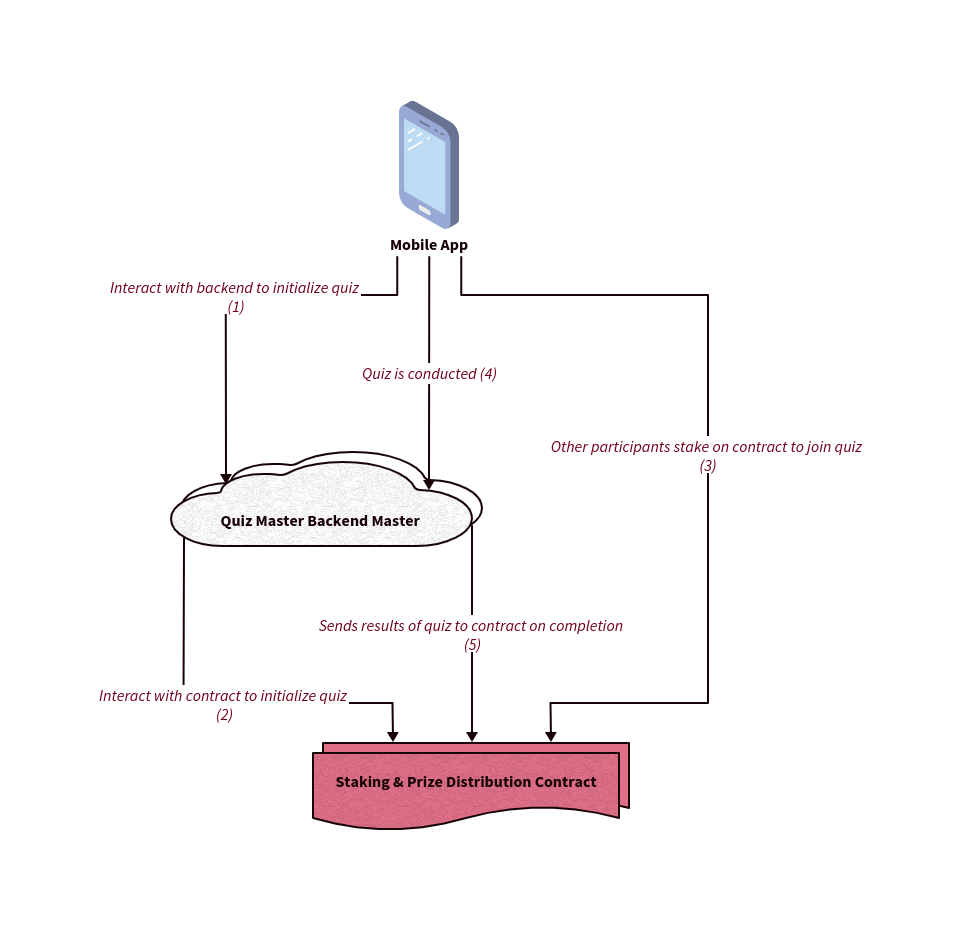 Mobile App
Interact with backend to initialize quiz
(1)
Quiz is conducted (4)
Other participants stake on contract to join quiz
(3)
Quiz Master Backend Master
Sends results of quiz to contract on completion
(5)
Interact with contract to initialize quiz
(2)
Staking & Prize Distribution Contract